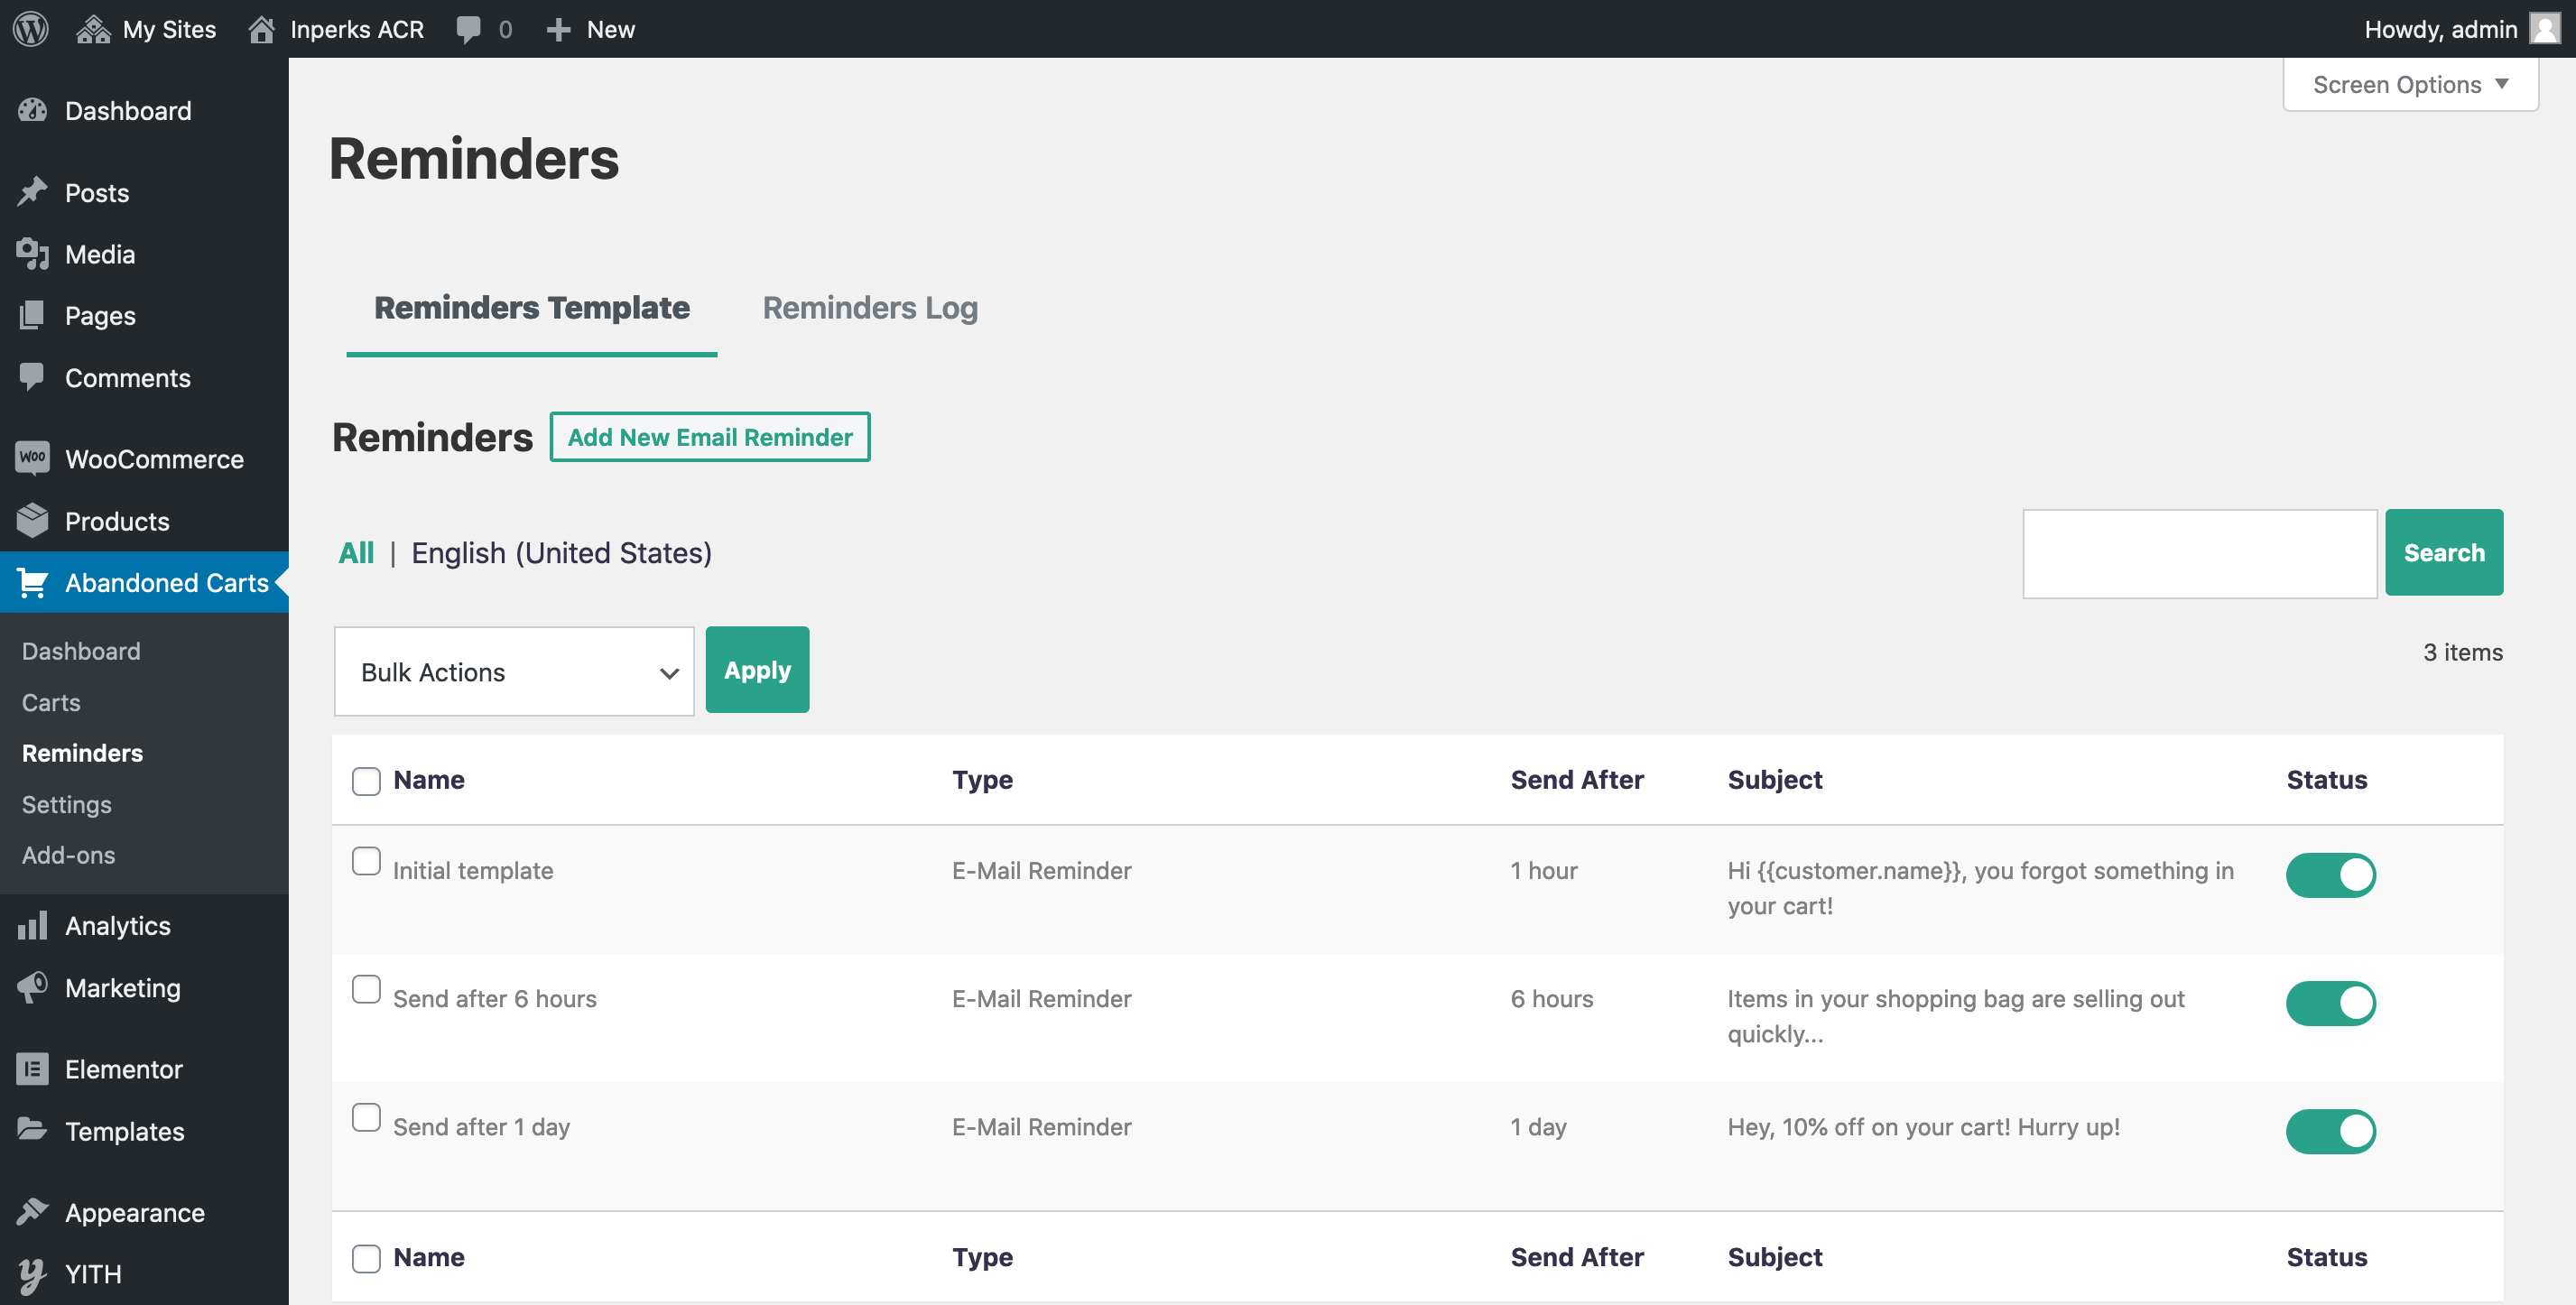 My Sites
Inperks ACR
0
New
Howdy, admin
Screen Options
Dashboard
Posts
Media
Pages
Comments
Woo
WooCommerce
Products
Abandoned Carts
Dashboard
Carts
Reminders
Settings
Add-ons
Analytics
Marketing
Elementor
Templates
Appearance
YITH
Reminders
Reminders Template
Reminders Log
Reminders
Add New Email Reminder
All | English (United States)
Search
Bulk Actions
Apply
3 items
Name Type Send After Subject Status
Initial template E-Mail Reminder 1 hour Hi {{customer.name}}, you forgot something in
your cart!
Send after 6 hours E-Mail Reminder 6 hours Items in your shopping bag are selling out
quickly...
Send after 1 day E-Mail Reminder 1 day Hey, 10% off on your cart! Hurry up!
Name Type Send After Subject Status